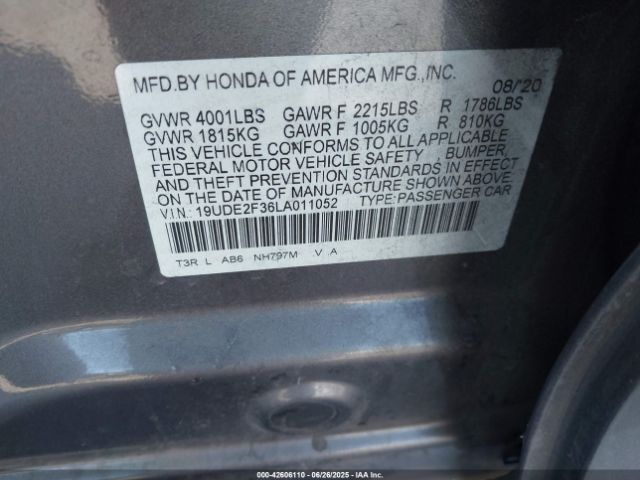 MFD.BY HONDA OF AMERICA MFG.,INC. 08/'20
GVWR 4001LBS GAWR F 2215LBS R 1786LBS
GVWR 1815KG GAWR F 1005KG R 810KG
THIS VEHICLE CONFORMS TO ALL APPLICABLE
FEDERAL MOTOR VEHICLE SAFETY , BUMPER,
AND THEFT PREVENTION STANDARDS IN EFFECT
ON THE DATE OF MANUFACTURE SHOWN ABOVE.
V.I.N.: 19UDE2F36LA011052 TYPE:PASSENGER CAR
T3R L AB6 NH797M V A
000-42606110 - 06/26/2025 - IAAI COPYRIGHT